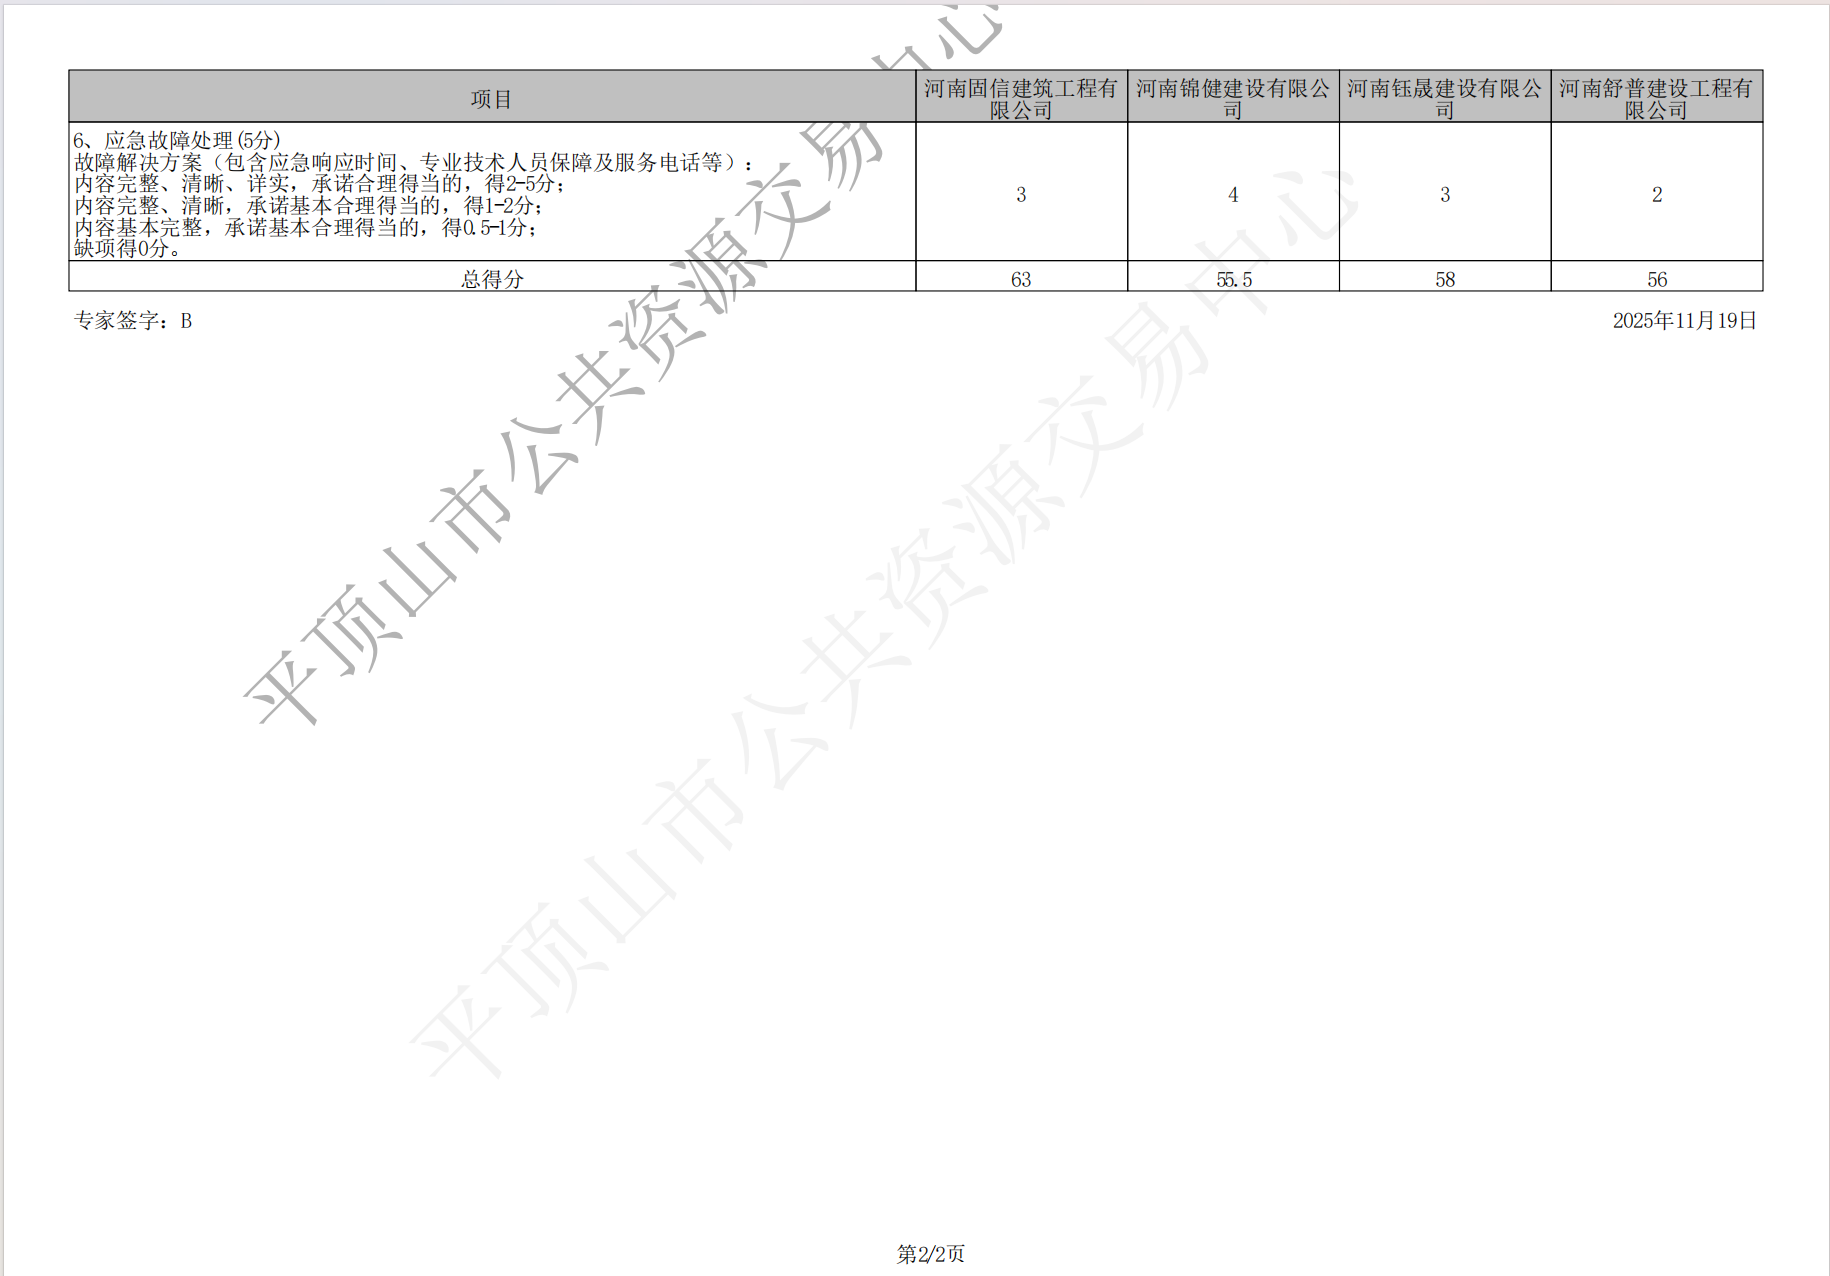 项目
河南固信建筑工程有
限公司
河南锦健建设有限公
司
河南钰晟建设有限公
司
河南舒普建设工程有
限公司
6、应急故障处理(5分)
故障解决方案（包含应急响应时间、专业技术人员保障及服务电话等）：
内容完整、清晰、详实，承诺合理得当的，得2-5分；
内容完整、清晰，承诺基本合理得当的，得1-2分；
内容基本完整，承诺基本合理得当的，得0.5-1分；
缺项得0分。
3
4
3
2
总得分
63
55.5
58
56
专家签字：B
2025年11月19日
平顶山市公共资源交易中心
平顶山市公共资源交易中心
第2/2页